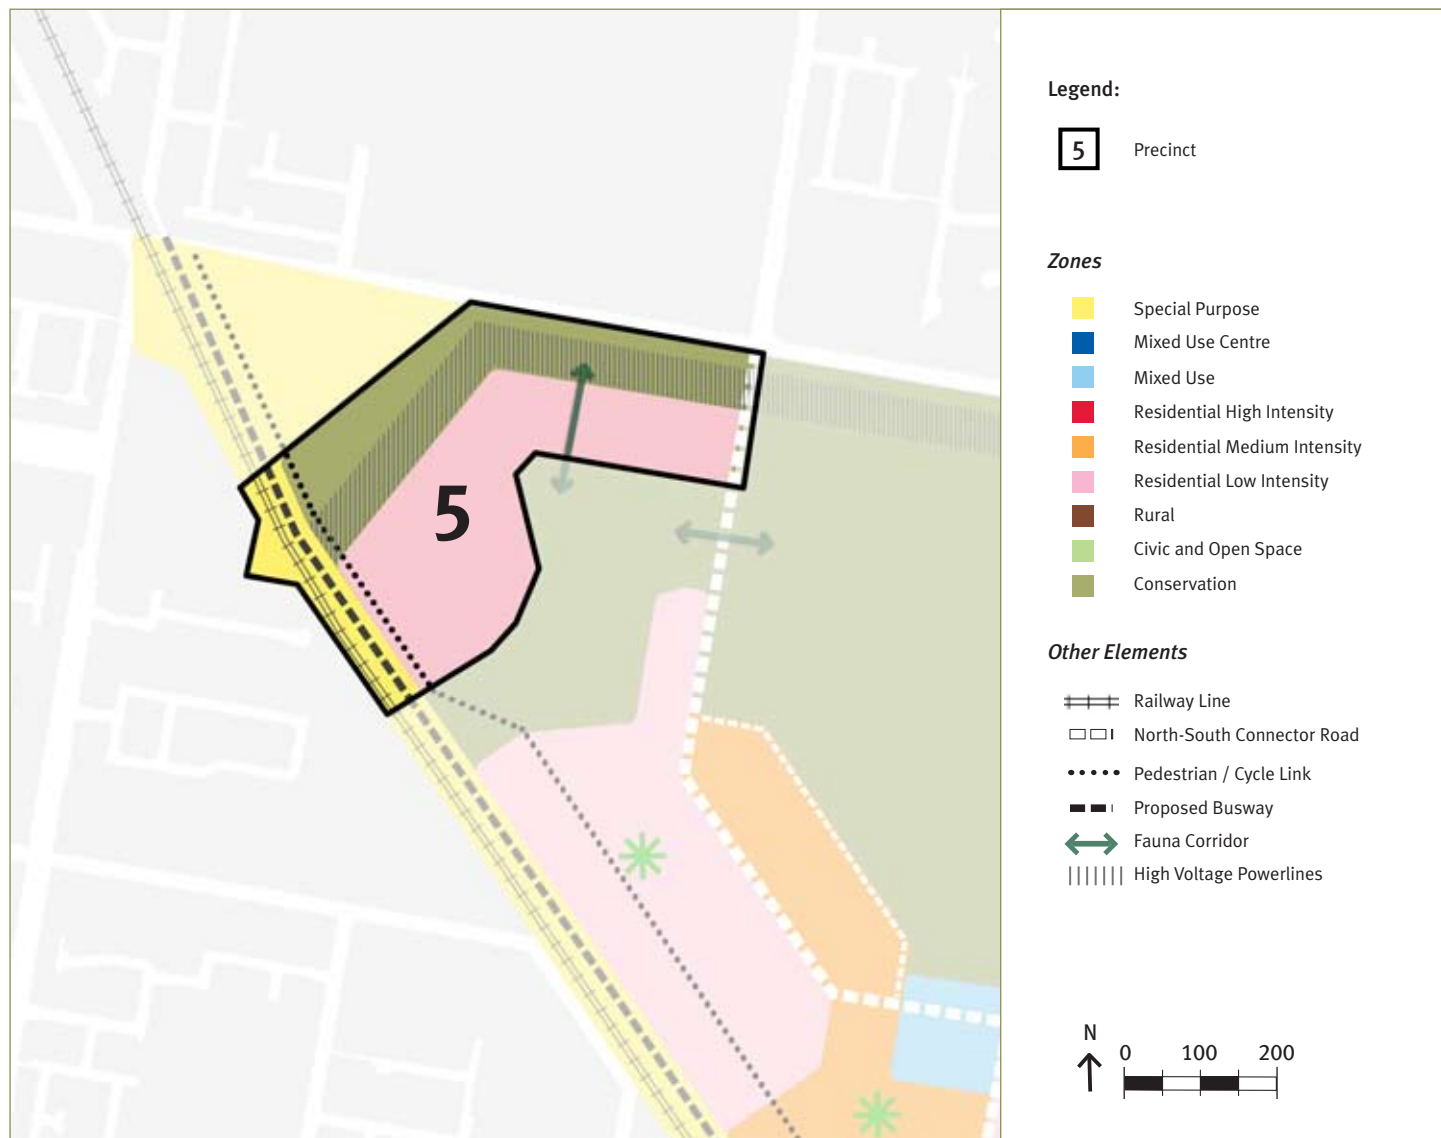 5
Legend:
5 Precinct
Zones
Special Purpose
Mixed Use Centre
Mixed Use
Residential High Intensity
Residential Medium Intensity
Residential Low Intensity
Rural
Civic and Open Space
Conservation
Other Elements
Railway Line
North-South Connector Road
Pedestrian / Cycle Link
Proposed Busway
Fauna Corridor
High Voltage Powerlines
N
0 100 200